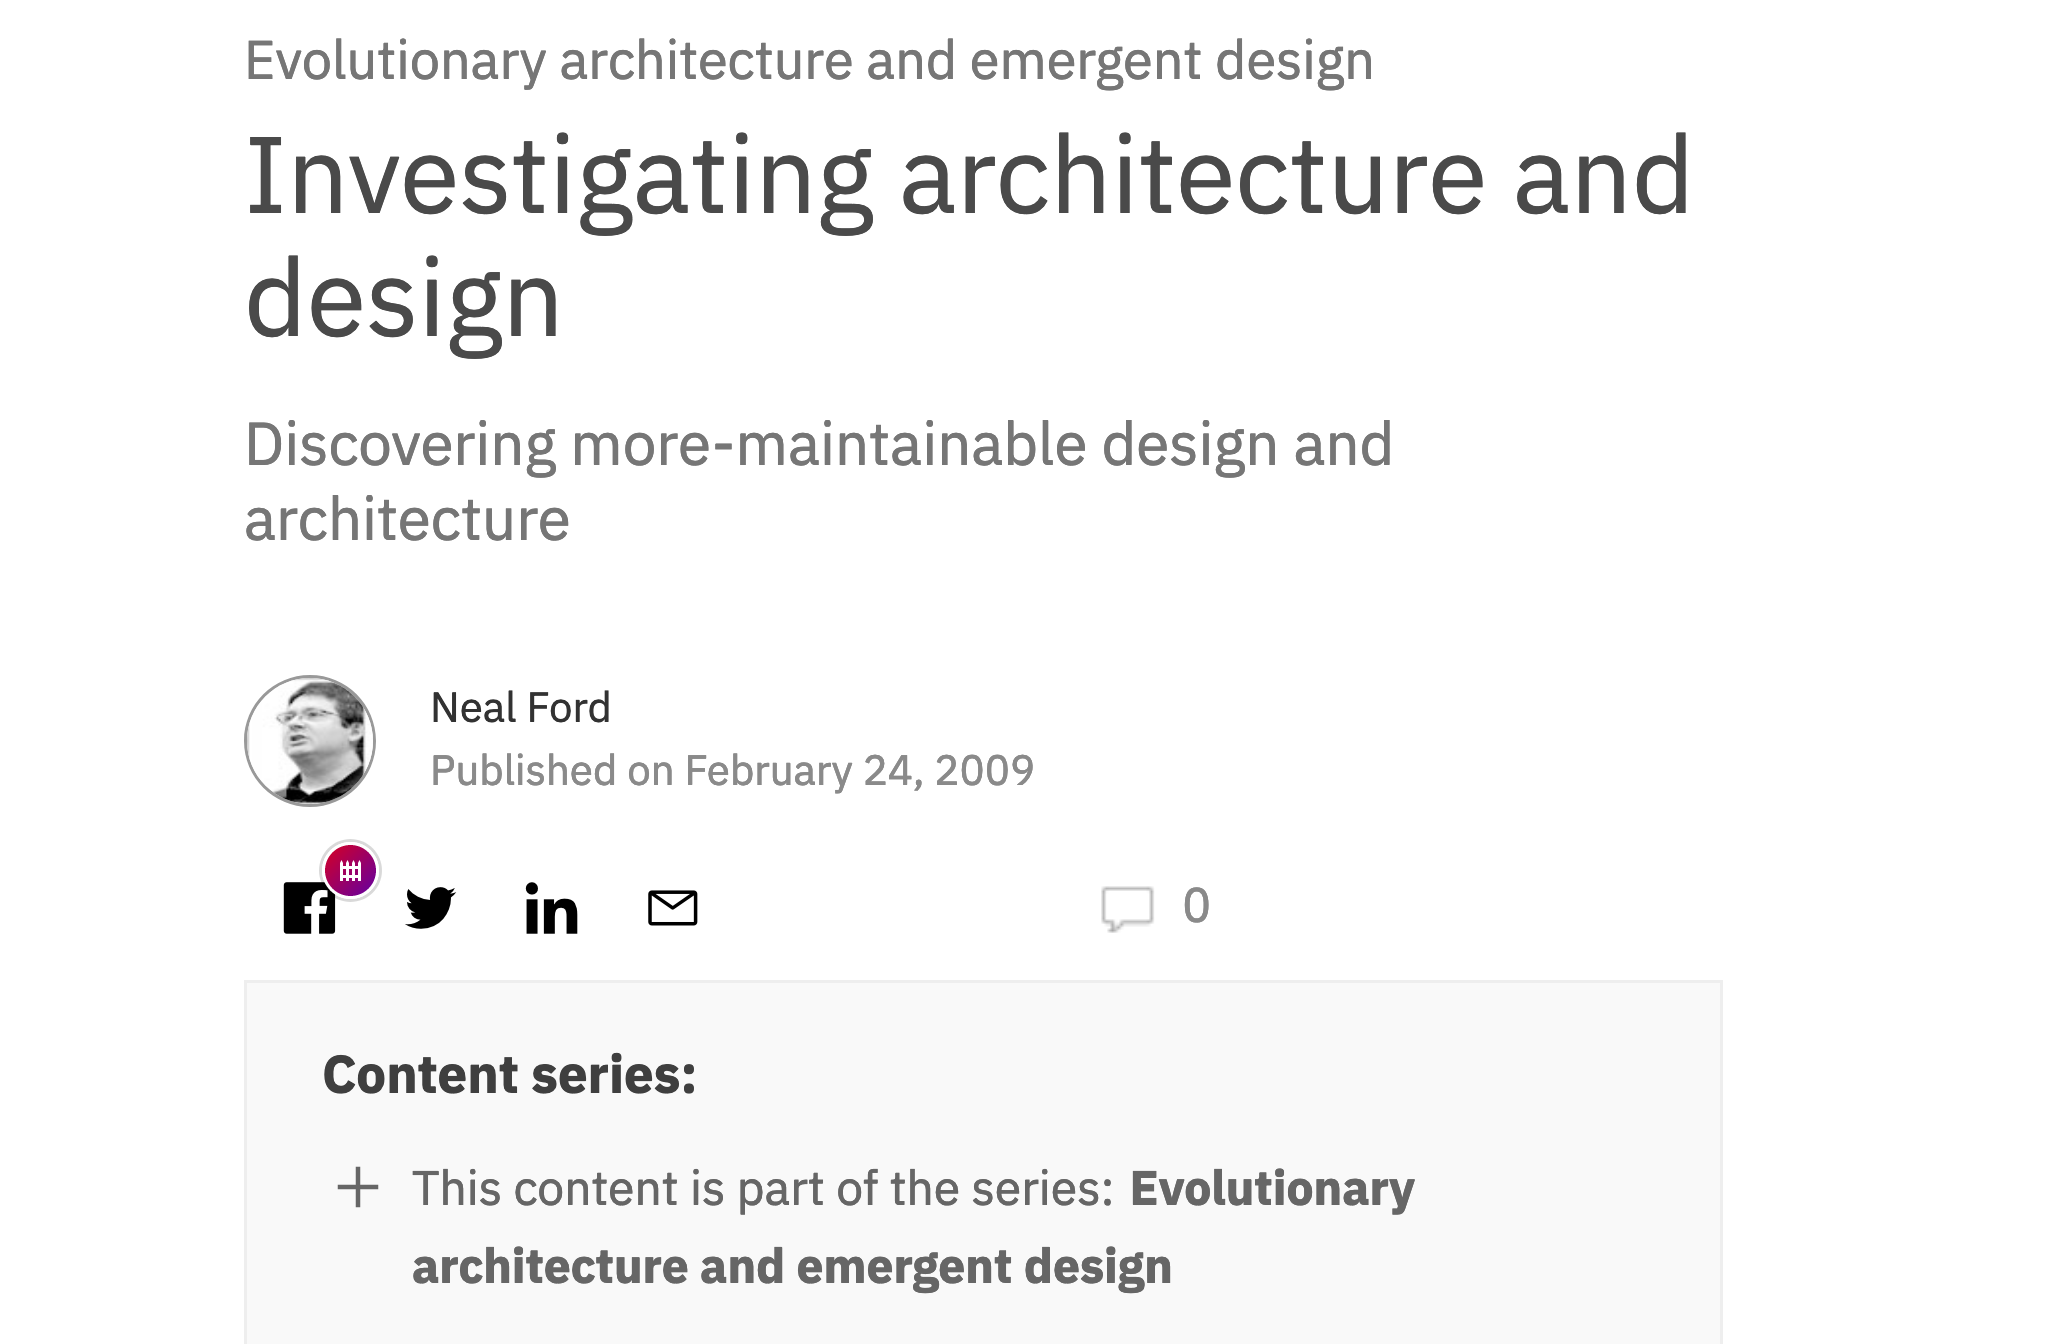 Evolutionary architecture and emergent design
Investigating architecture and
design
Discovering more-maintainable design and
architecture
Neal Ford
Published on February 24, 2009
0
Content series:
This content is part of the series: Evolutionary
architecture and emergent design